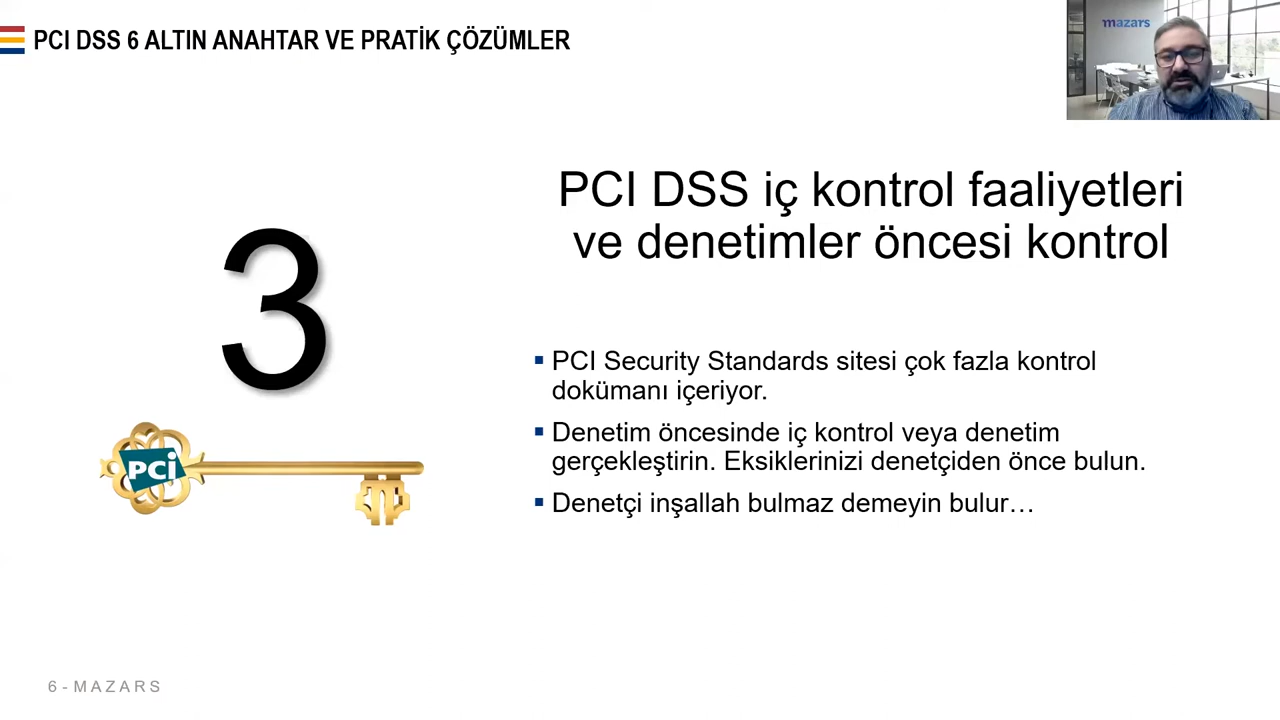 PCI DSS 6 ALTIN ANAHTAR VE PRATİK ÇÖZÜMLER
mazars
PCI DSS iç kontrol faaliyetleri
ve denetimler öncesi kontrol
3
PCI
PCI Security Standards sitesi çok fazla kontrol
dokümanı içeriyor.
Denetim öncesinde iç kontrol veya denetim
gerçekleştirin. Eksiklerinizi denetçiden önce bulun.
Denetçi inşallah bulmaz demeyin bulur…
6 - MAZARS